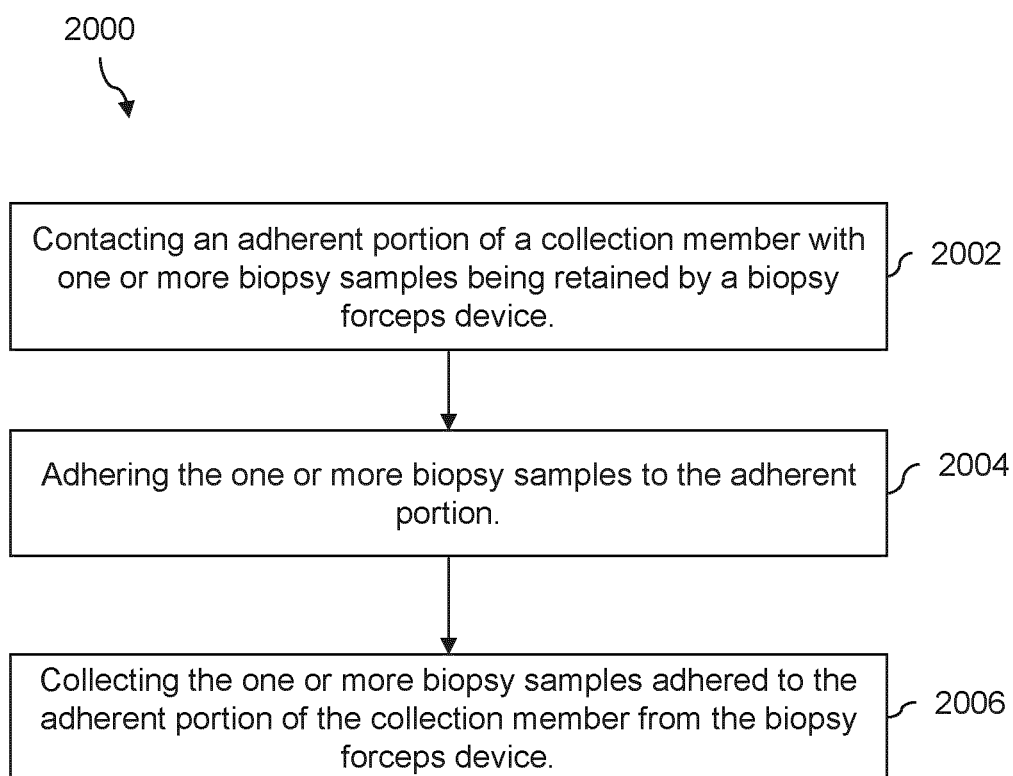 2000
Contacting an adherent portion of a collection member with
one or more biopsy samples being retained by a biopsy
forceps device.
2002
Adhering the one or more biopsy samples to the adherent
portion.
2004
Collecting the one or more biopsy samples adhered to the
adherent portion of the collection member from the biopsy
forceps device.
2006